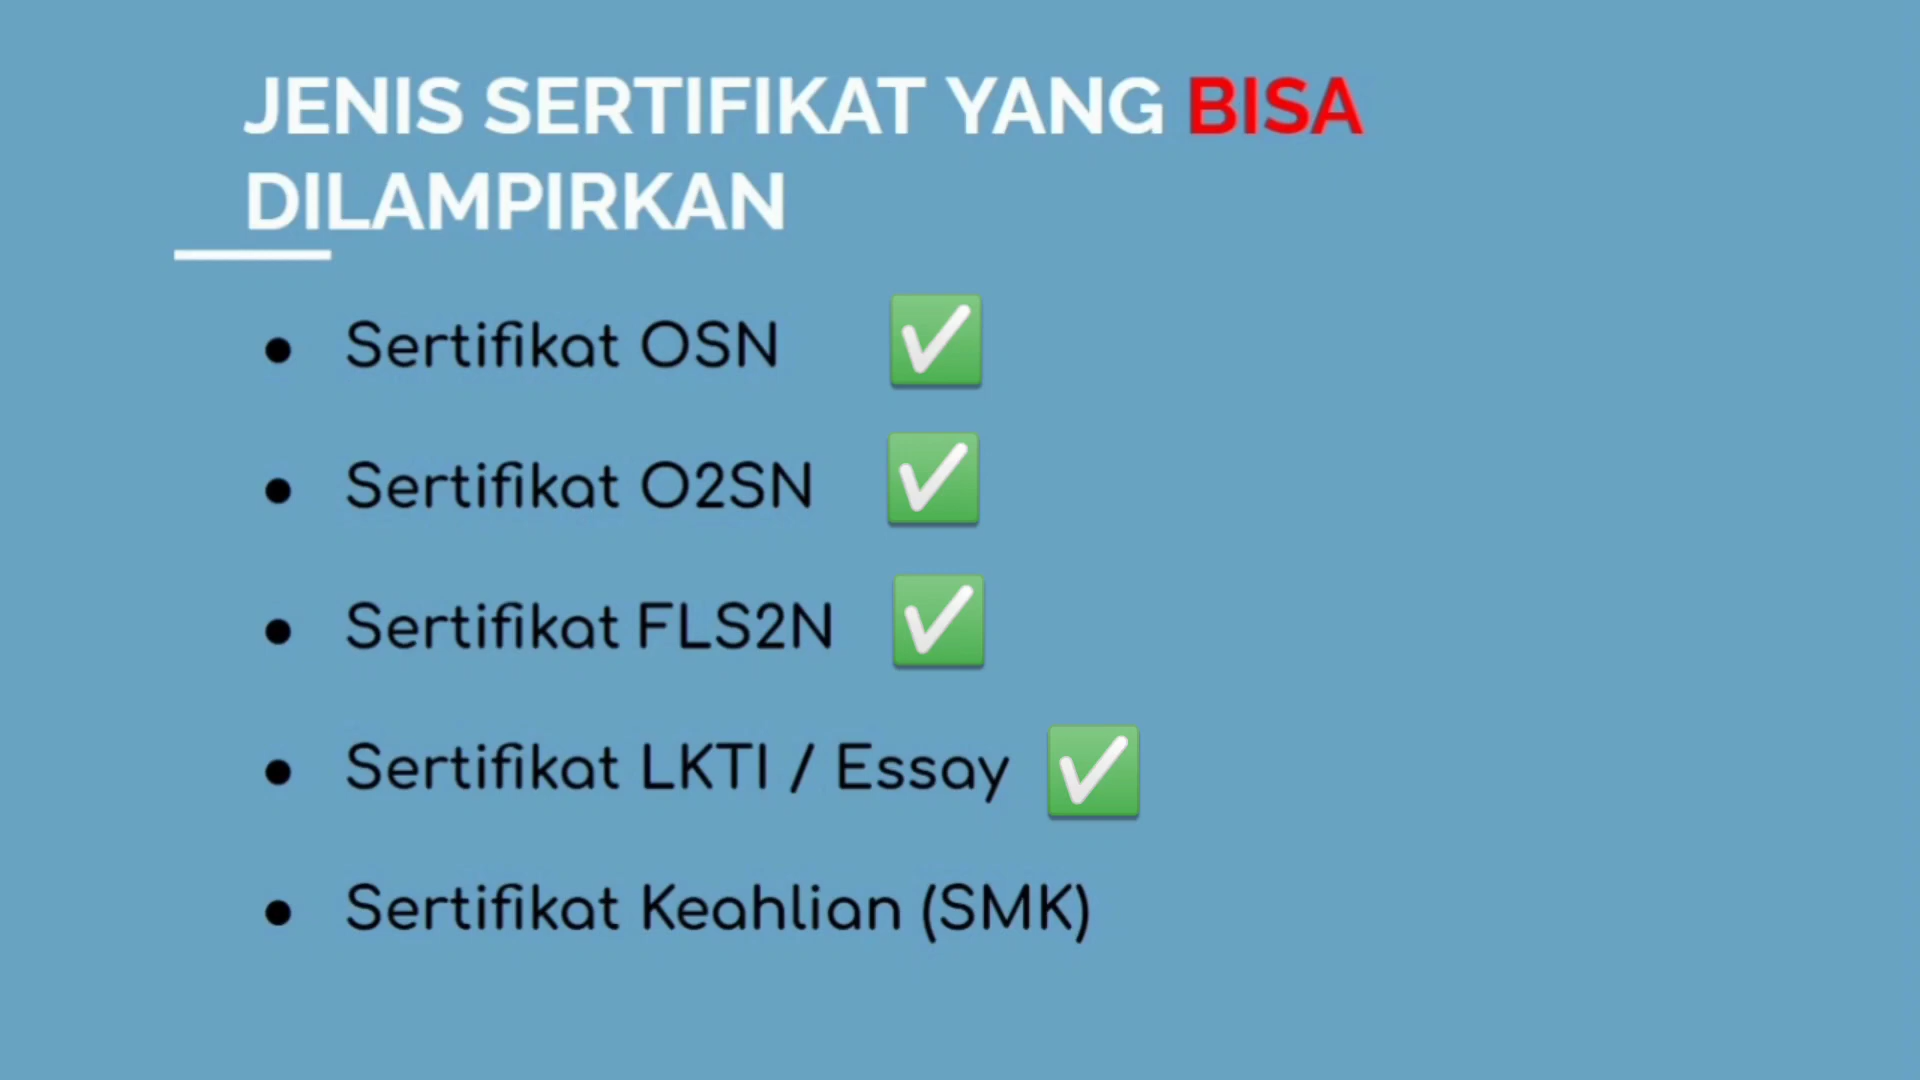 JENIS SERTIFIKAT YANG BISA
DILAMPIRKAN
● Sertifikat OSN ✅
● Sertifikat O2SN ✅
● Sertifikat FLS2N ✅
● Sertifikat LKTI / Essay ✅
● Sertifikat Keahlian (SMK)